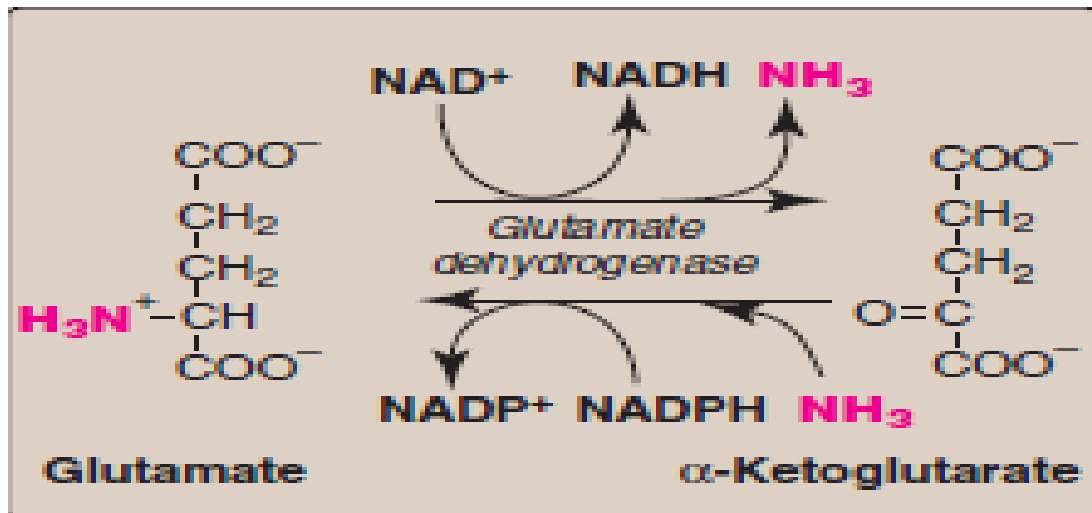 NAD⁺ NADH NH₃
COO⁻ COO⁻
CH₂ Glutamate CH₂
CH₂ dehydrogenase CH₂
H₃N⁺–CH O=C
COO⁻ COO⁻
NADP⁺ NADPH NH₃
Glutamate α-Ketoglutarate